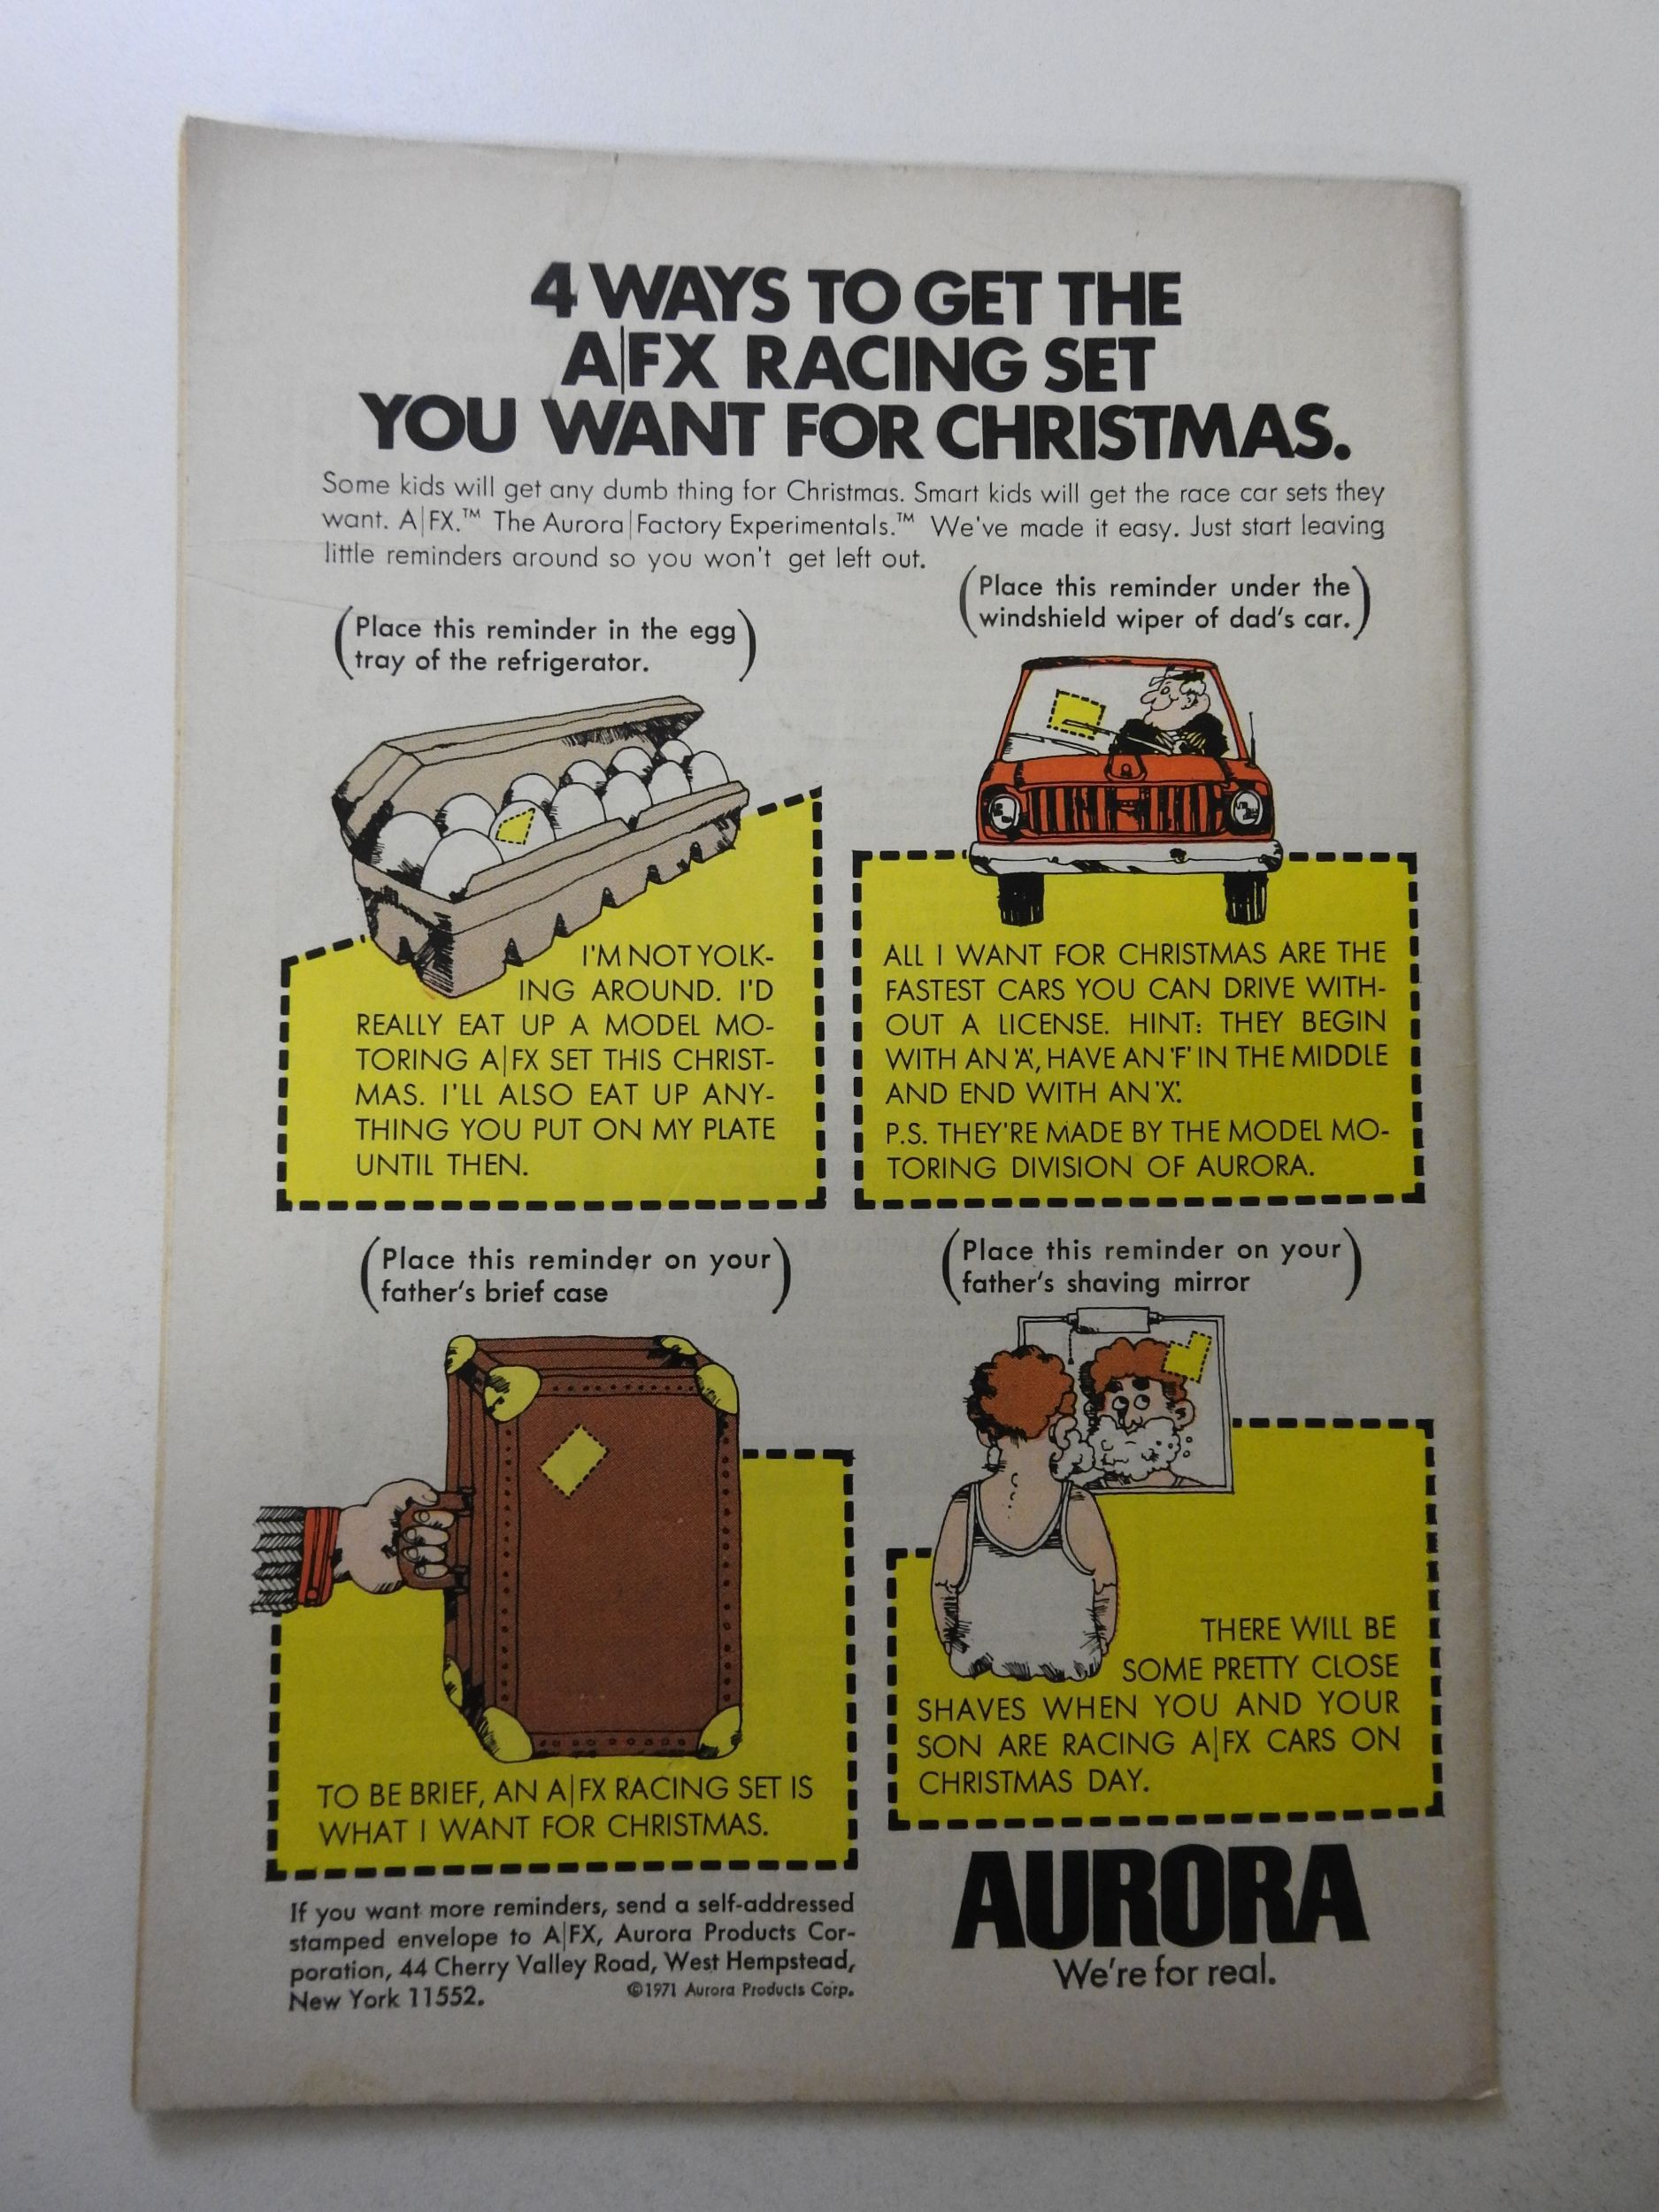 4 WAYS TO GET THE
A|FX RACING SET
YOU WANT FOR CHRISTMAS.
Some kids will get any dumb thing for Christmas. Smart kids will get the race car sets they
want. A|FX.™ The Aurora|Factory Experimentals.™ We've made it easy. Just start leaving
little reminders around so you won't get left out.
(Place this reminder in the egg
tray of the refrigerator.)
I'M NOT YOLK-
ING AROUND. I'D
REALLY EAT UP A MODEL MO-
TORING A|FX SET THIS CHRIST-
MAS. I'LL ALSO EAT UP ANY-
THING YOU PUT ON MY PLATE
UNTIL THEN.
(Place this reminder under the
windshield wiper of dad's car.)
ALL I WANT FOR CHRISTMAS ARE THE
FASTEST CARS YOU CAN DRIVE WITH-
OUT A LICENSE. HINT: THEY BEGIN
WITH AN 'A', HAVE AN 'F' IN THE MIDDLE
AND END WITH AN 'X'.
P.S. THEY'RE MADE BY THE MODEL MO-
TORING DIVISION OF AURORA.
(Place this reminder on your
father's brief case)
TO BE BRIEF, AN A|FX RACING SET IS
WHAT I WANT FOR CHRISTMAS.
(Place this reminder on your
father's shaving mirror)
THERE WILL BE
SOME PRETTY CLOSE
SHAVES WHEN YOU AND YOUR
SON ARE RACING A|FX CARS ON
CHRISTMAS DAY.
If you want more reminders, send a self-addressed
stamped envelope to A|FX, Aurora Products Cor-
poration, 44 Cherry Valley Road, West Hempstead,
New York 11552.
©1971 Aurora Products Corp.
AURORA
We're for real.